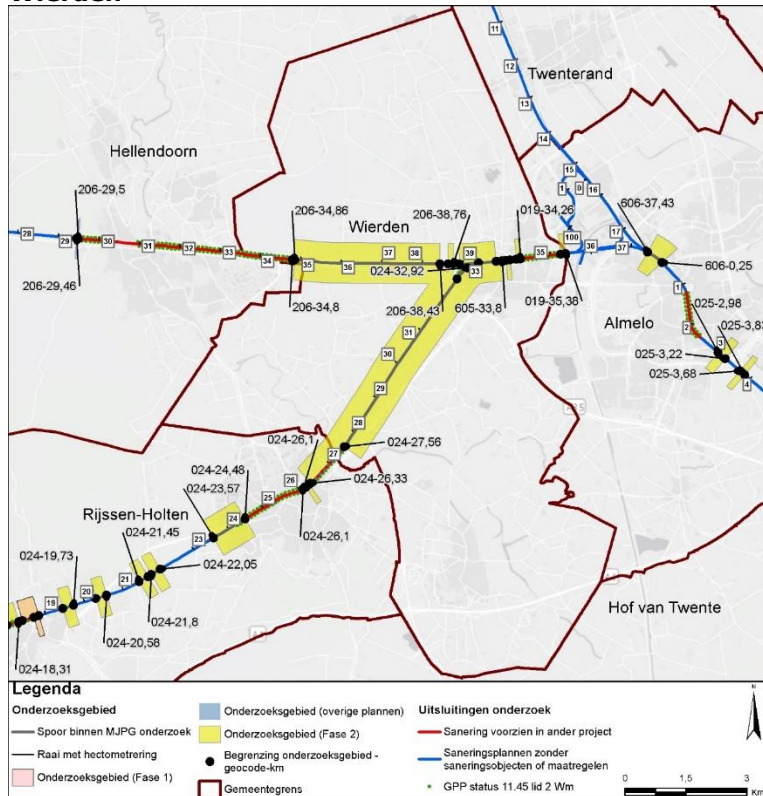 Wierden
11
12
13
14
Twenterand
Hellendoorn
15
1
9
16
206-29,5
28
29
30
31
32
33
34
206-34,86
Wierden
206-38,76
019-34,26
606-37,43
35
36
37
38
39
024-32,92
33
35
100
36
17
37
206-29,46
206-34,8
206-38,43
605-33,8
019-35,38
606-0,25
1
025-2,98
025-3,83
31
2
3
Almelo
025-3,22
025-3,68
4
30
29
28
A35
024-26,1
27
024-27,56
024-24,48
024-23,57
26
25
024-26,33
Rijssen-Holten
24
024-21,45
23
024-26,1
024-19,73
22
21
024-22,05
20
19
024-21,8
Hof van Twente
024-20,58
024-18,31
Legenda
Onderzoeksgebied
Spoor binnen MJPG onderzoek
Raai met hectometrering
Onderzoeksgebied (Fase 1)
Onderzoeksgebied (overige plannen)
Onderzoeksgebied (Fase 2)
Begrenzing onderzoeksgebied -
geocode-km
Gemeentegrens
Uitsluitingen onderzoek
Sanering voorzien in ander project
Saneringsplannen zonder
saneringsobjecten of maatregelen
GPP status 11.45 lid 2 Wm
N
0 1,5 3
Km